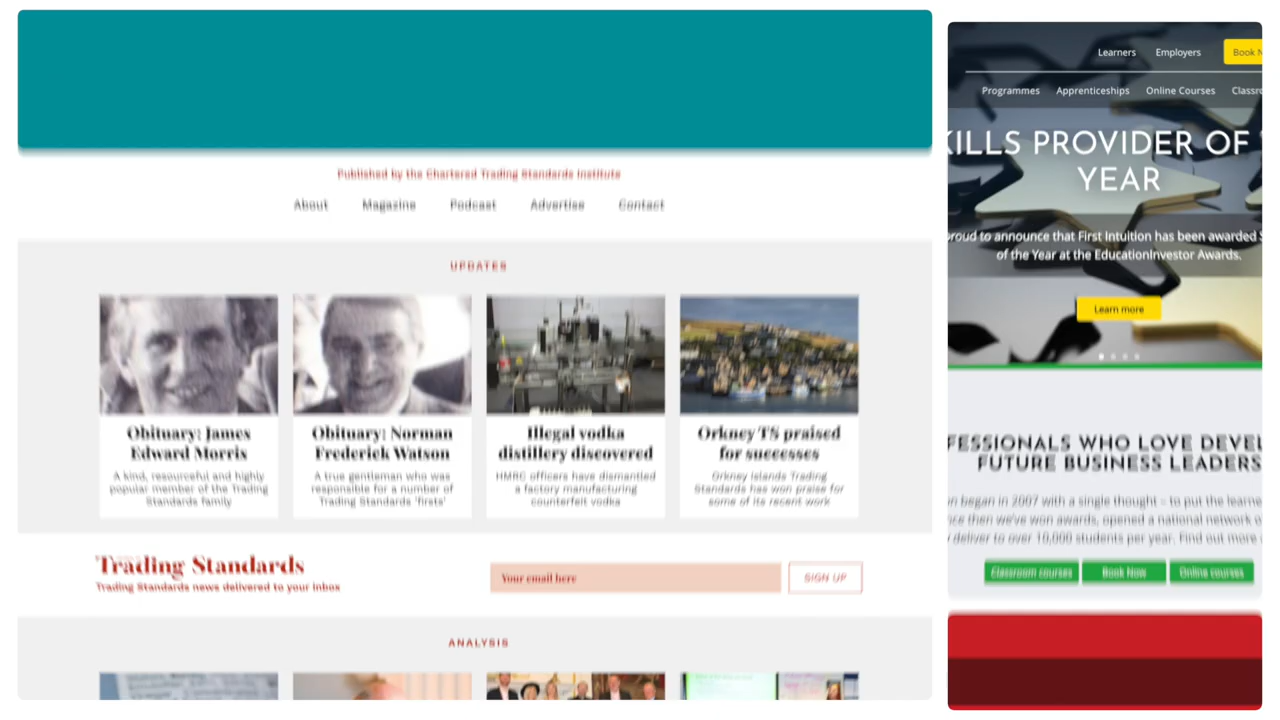 Published by the Chartered Trading Standards Institute
About Magazine Podcast Advertise Contact
UPDATES
Obituary: James
Edward Morris
A kind, resourceful and highly
popular member of the Trading
Standards family
Obituary: Norman
Frederick Watson
A true gentleman who was
responsible for a number of
Trading Standards 'firsts'
Illegal vodka
distillery discovered
HMRC officers have dismantled
a factory manufacturing
counterfeit vodka
Orkney TS praised
for successes
Orkney Islands Trading
Standards has won praise for
some of its recent work
Trading Standards
Trading Standards news delivered to your inbox
Your email here
SIGN UP
ANALYSIS
Learners Employers Book
Programmes Apprenticeships Online Courses
KILLS PROVIDER OF
YEAR
proud to announce that First Intuition has been awarded
of the Year at the EducationInvestor Awards.
Learn more
FESSIONALS WHO LOVE DEVEL
FUTURE BUSINESS LEADERS
began in 2007 with a single thought – to put the learne
nce then we've won awards, opened a national network o
deliver to over 10,000 students per year. Find out more
Classroom courses Book Now Online courses